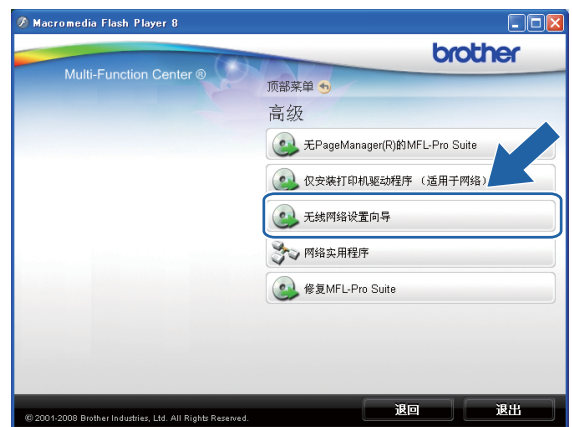 Macromedia Flash Player 8
brother
Multi-Function Center ®
顶部菜单
高级
无PageManager(R)的MFL-Pro Suite
仅安装打印机驱动程序 （适用于网络）
无线网络设置向导
网络实用程序
修复MFL-Pro Suite
退回
退出
© 2001-2008 Brother Industries, Ltd. All Rights Reserved.